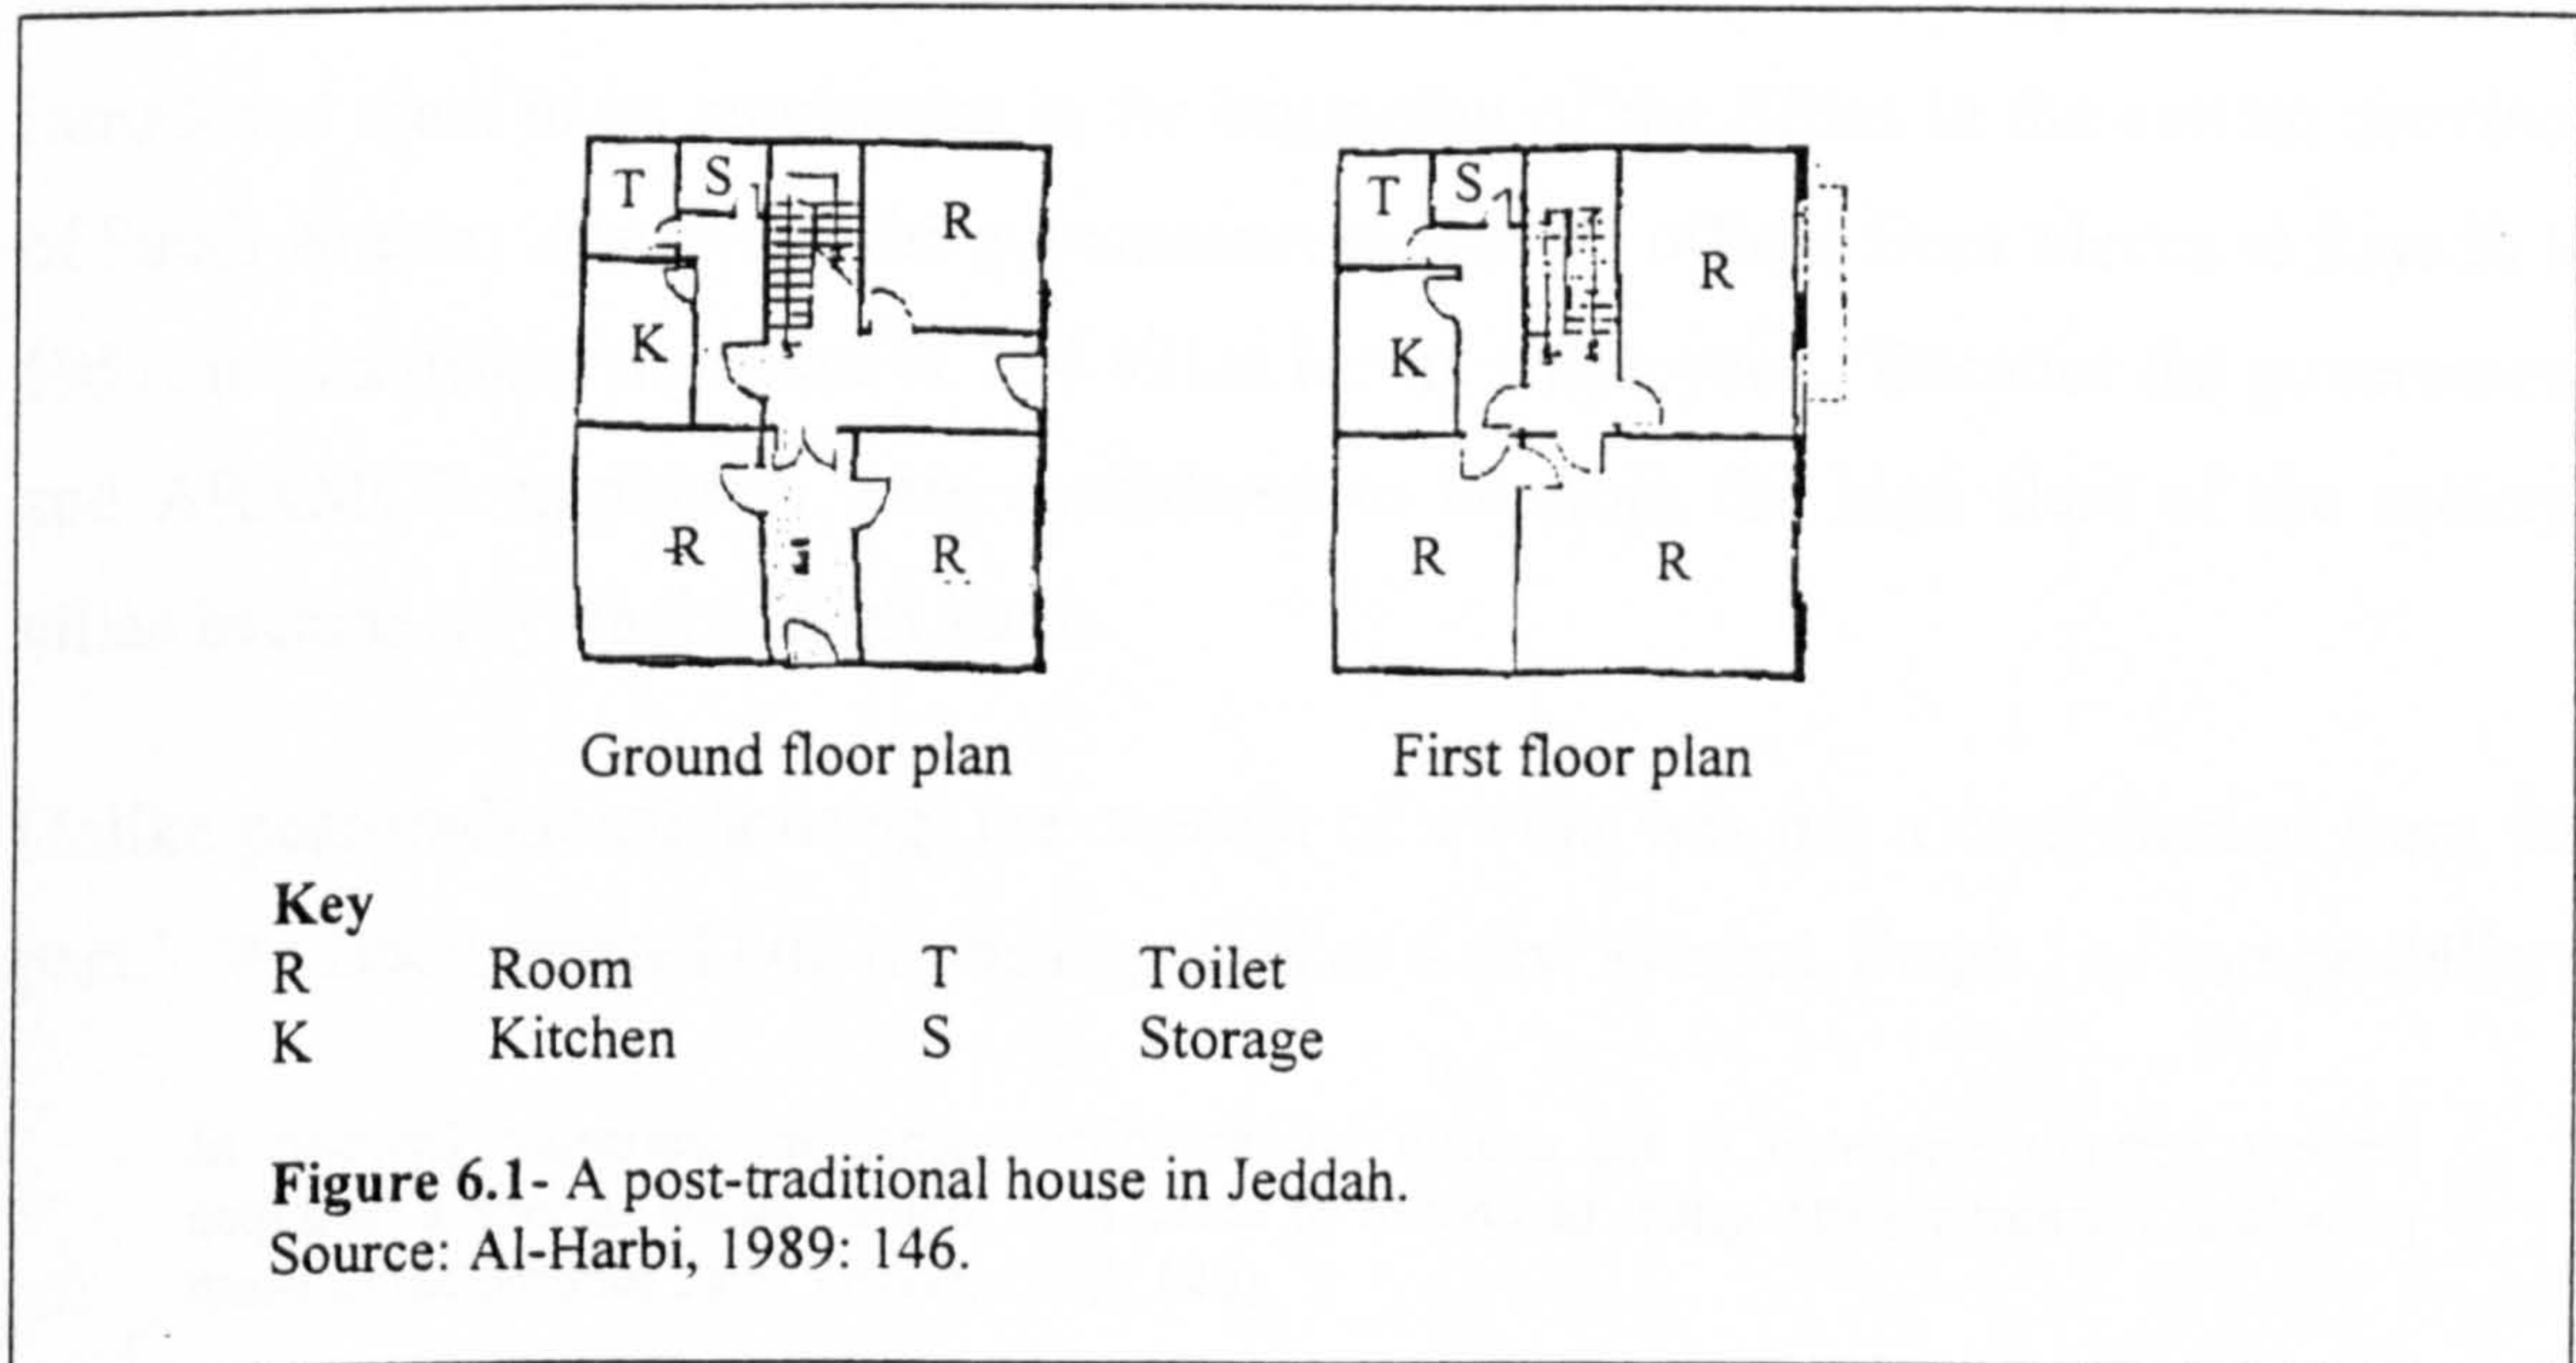 T S R
K
R R
Ground floor plan
T S R
K
R R
First floor plan
Key
R Room T Toilet
K Kitchen S Storage
Figure 6.1- A post-traditional house in Jeddah.
Source: Al-Harbi, 1989: 146.